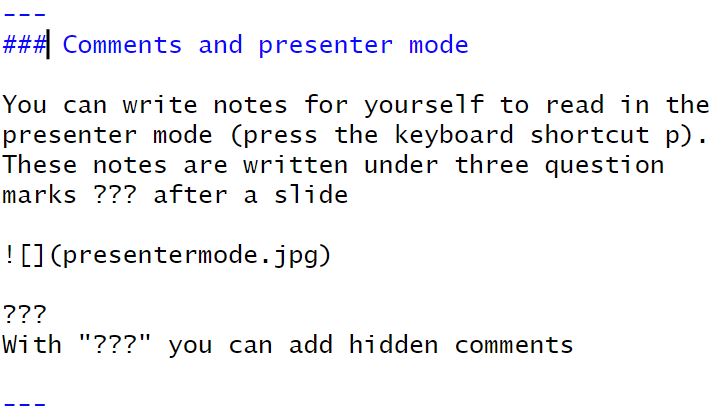 ---
### Comments and presenter mode
You can write notes for yourself to read in the
presenter mode (press the keyboard shortcut p).
These notes are written under three question
marks ??? after a slide
![](presentermode.jpg)
???
With "???" you can add hidden comments
---